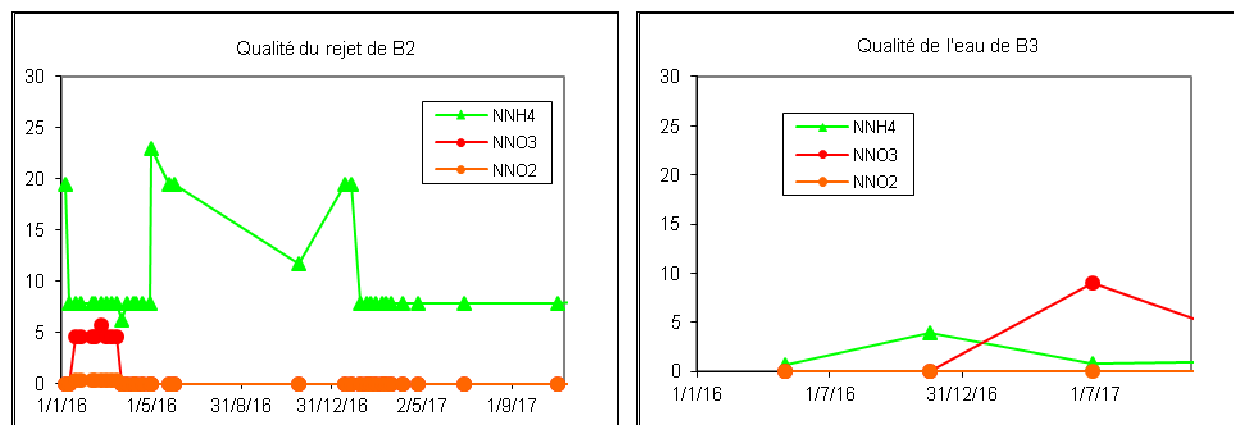 Qualité du rejet de B2
30
25
20
15
10
5
0
NNH4
NNO3
NNO2
1/1/16 1/5/16 31/8/16 31/12/16 2/5/17 1/9/17
Qualité de l'eau de B3
30
25
20
15
10
5
0
NNH4
NNO3
NNO2
1/1/16 1/7/16 31/12/16 1/7/17